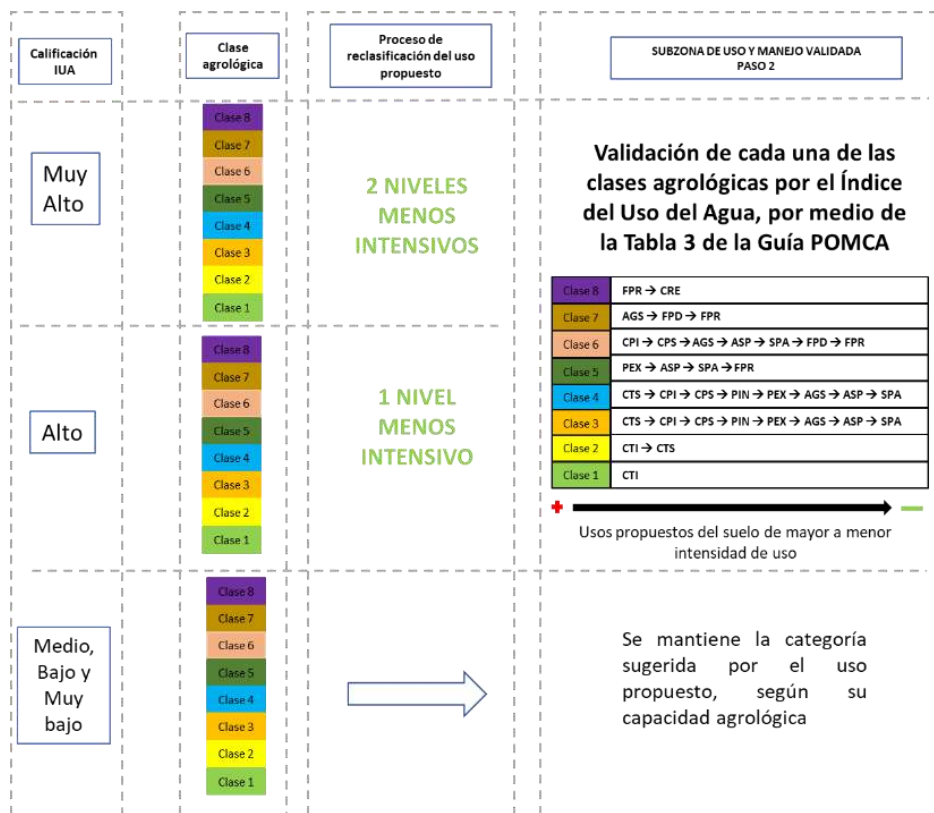 Calificación
IUA
Clase
agrológica
Proceso de
reclasificación del uso
propuesto
SUBZONA DE USO Y MANEJO VALIDADA
PASO 2
Muy
Alto
Clase 8
Clase 7
Clase 6
Clase 5
Clase 4
Clase 3
Clase 2
Clase 1
2 NIVELES
MENOS
INTENSIVOS
Validación de cada una de las
clases agrológicas por el Índice
del Uso del Agua, por medio de
la Tabla 3 de la Guía POMCA
Clase 8 FPR → CRE
Clase 7 AGS → FPD → FPR
Clase 6 CPI → CPS → AGS → ASP → SPA → FPD → FPR
Clase 5 PEX → ASP → SPA → FPR
Clase 4 CTS → CPI → CPS → PIN → PEX → AGS → ASP → SPA
Clase 3 CTS → CPI → CPS → PIN → PEX → AGS → ASP → SPA
Clase 2 CTI → CTS
Clase 1 CTI
+ —
Usos propuestos del suelo de mayor a menor
intensidad de uso
Alto
Clase 8
Clase 7
Clase 6
Clase 5
Clase 4
Clase 3
Clase 2
Clase 1
1 NIVEL
MENOS
INTENSIVO
Medio,
Bajo y
Muy
bajo
Clase 8
Clase 7
Clase 6
Clase 5
Clase 4
Clase 3
Clase 2
Clase 1
Se mantiene la categoría
sugerida por el uso
propuesto, según su
capacidad agrológica